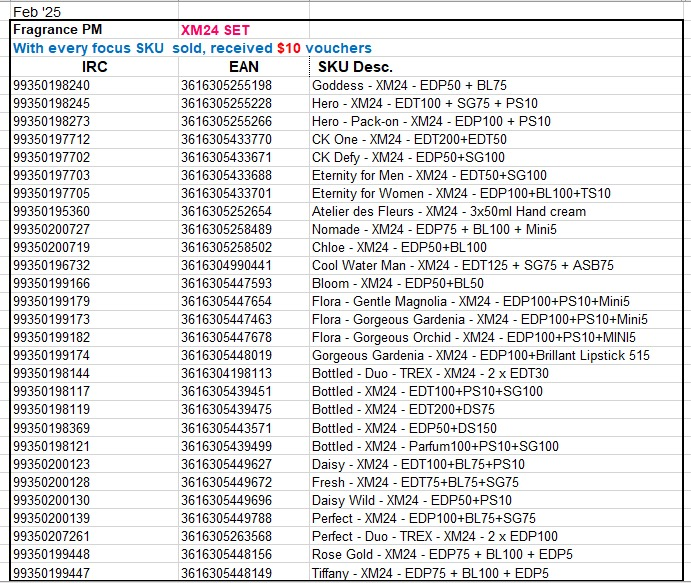 Feb '25
Fragrance PM XM24 SET
With every focus SKU sold, received $10 vouchers
IRC EAN SKU Desc.
99350198240 3616305255198 Goddess - XM24 - EDP50 + BL75
99350198245 3616305255228 Hero - XM24 - EDT100 + SG75 + PS10
99350198273 3616305255266 Hero - Pack-on - XM24 - EDP100 + PS10
99350197712 3616305433770 CK One - XM24 - EDT200+EDT50
99350197702 3616305433671 CK Defy - XM24 - EDP50+SG100
99350197703 3616305433688 Eternity for Men - XM24 - EDT50+SG100
99350197705 3616305433701 Eternity for Women - XM24 - EDP100+BL100+TS10
99350195360 3616305252654 Atelier des Fleurs - XM24 - 3x50ml Hand cream
99350200727 3616305258489 Nomade - XM24 - EDP75 + BL100 + Mini5
99350200719 3616305258502 Chloe - XM24 - EDP50+BL100
99350196732 3616304990441 Cool Water Man - XM24 - EDT125 + SG75 + ASB75
99350199166 3616305447593 Bloom - XM24 - EDP50+BL50
99350199179 3616305447654 Flora - Gentle Magnolia - XM24 - EDP100+PS10+Mini5
99350199173 3616305447463 Flora - Gorgeous Gardenia - XM24 - EDP100+PS10+Mini5
99350199182 3616305447678 Flora - Gorgeous Orchid - XM24 - EDP100+PS10+MINI5
99350199174 3616305448019 Gorgeous Gardenia - XM24 - EDP100+Brillant Lipstick 515
99350198144 3616304198113 Bottled - Duo - TREX - XM24 - 2 x EDT30
99350198117 3616305439451 Bottled - XM24 - EDT100+PS10+SG100
99350198119 3616305439475 Bottled - XM24 - EDT200+DS75
99350198369 3616305443571 Bottled - XM24 - EDP50+DS150
99350198121 3616305439499 Bottled - XM24 - Parfum100+PS10+SG100
99350200123 3616305449627 Daisy - XM24 - EDT100+BL75+PS10
99350200128 3616305449672 Fresh - XM24 - EDT75+BL75+SG75
99350200130 3616305449696 Daisy Wild - XM24 - EDP50+PS10
99350200139 3616305449788 Perfect - XM24 - EDP100+BL75+SG75
99350207261 3616305263568 Perfect - Duo - TREX - XM24 - 2 x EDP100
99350199448 3616305448156 Rose Gold - XM24 - EDP75 + BL100 + EDP5
99350199447 3616305448149 Tiffany - XM24 - EDP75 + BL100 + EDP5